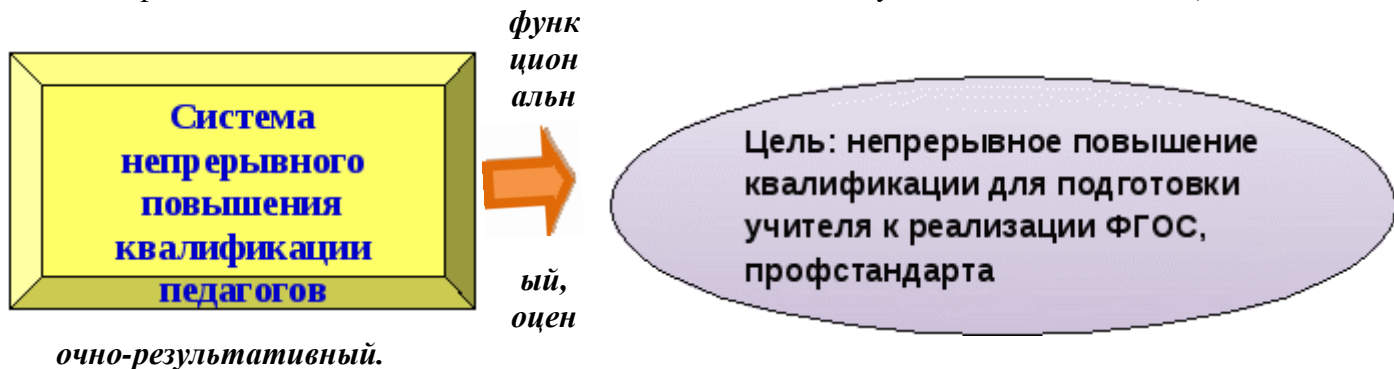 функ
цион
альн
Система
непрерывного
повышения
квалификации
педагогов
Цель: непрерывное повышение
квалификации для подготовки
учителя к реализации ФГОС,
профстандарта
ый,
оцен
очно-результативный.